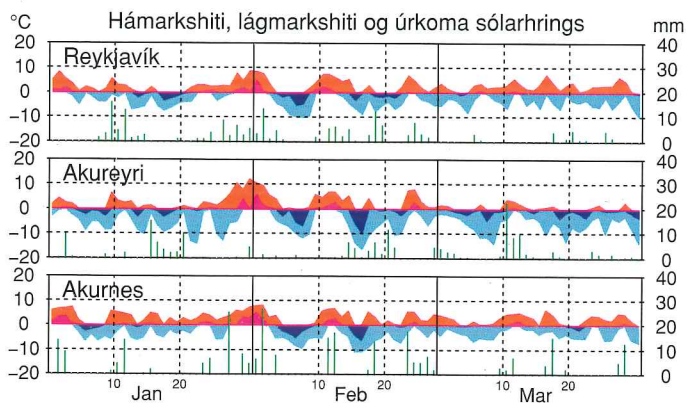 °C Hámarkshiti, lágmarkshiti og úrkoma sólarhrings mm
20 40
10 Reykjavík 30
0 20
−10 10
−20 0
20 40
10 Akureyri 30
0 20
−10 10
−20 0
20 40
10 Akurnes 30
0 20
−10 10
−20 0
10 20 10 10 20
Jan Feb Mar